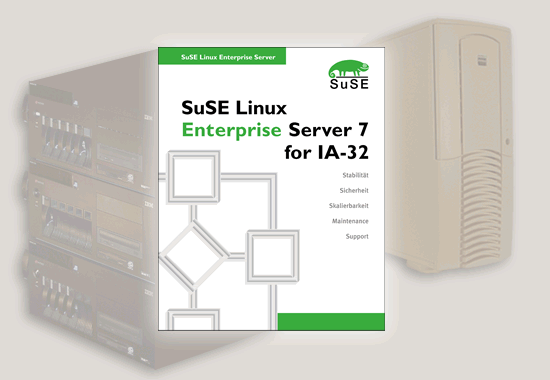 SuSE Linux Enterprise Server
SuSE
SuSE Linux
Enterprise Server 7
for IA-32
Stabilität
Sicherheit
Skalierbarkeit
Maintenance
Support